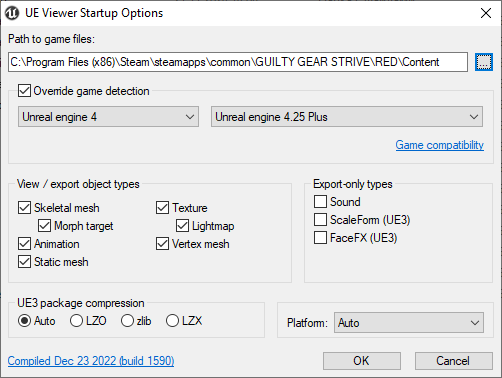 UE Viewer Startup Options
Path to game files:
C:\Program Files (x86)\Steam\steamapps\common\GUILTY GEAR STRIVE\RED\Content
...
Override game detection
Unreal engine 4
Unreal engine 4.25 Plus
Game compatibility
View / export object types
Skeletal mesh
Texture
Morph target
Lightmap
Animation
Vertex mesh
Static mesh
Export-only types
Sound
ScaleForm (UE3)
FaceFX (UE3)
UE3 package compression
Auto
LZO
zlib
LZX
Platform:
Auto
Compiled Dec 23 2022 (build 1590)
OK
Cancel